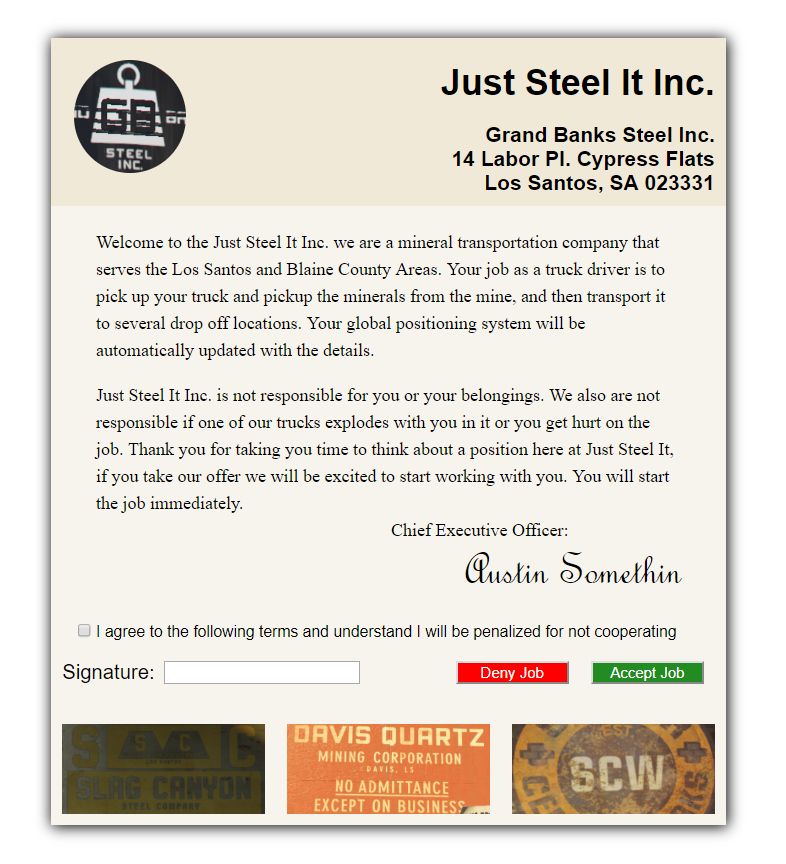 GB
STEEL
INC.
Just Steel It Inc.
Grand Banks Steel Inc.
14 Labor Pl. Cypress Flats
Los Santos, SA 023331
Welcome to the Just Steel It Inc. we are a mineral transportation company that
serves the Los Santos and Blaine County Areas. Your job as a truck driver is to
pick up your truck and pickup the minerals from the mine, and then transport it
to several drop off locations. Your global positioning system will be
automatically updated with the details.
Just Steel It Inc. is not responsible for you or your belongings. We also are not
responsible if one of our trucks explodes with you in it or you get hurt on the
job. Thank you for taking you time to think about a position here at Just Steel It,
if you take our offer we will be excited to start working with you. You will start
the job immediately.
Chief Executive Officer:
Austin Somethin
I agree to the following terms and understand I will be penalized for not cooperating
Signature:
Deny Job
Accept Job
S SC C
SLAG CANYON
STEEL COMPANY
DAVIS QUARTZ
MINING CORPORATION
DAVIS, LS
NO ADMITTANCE
EXCEPT ON BUSINESS
EST.
SCW